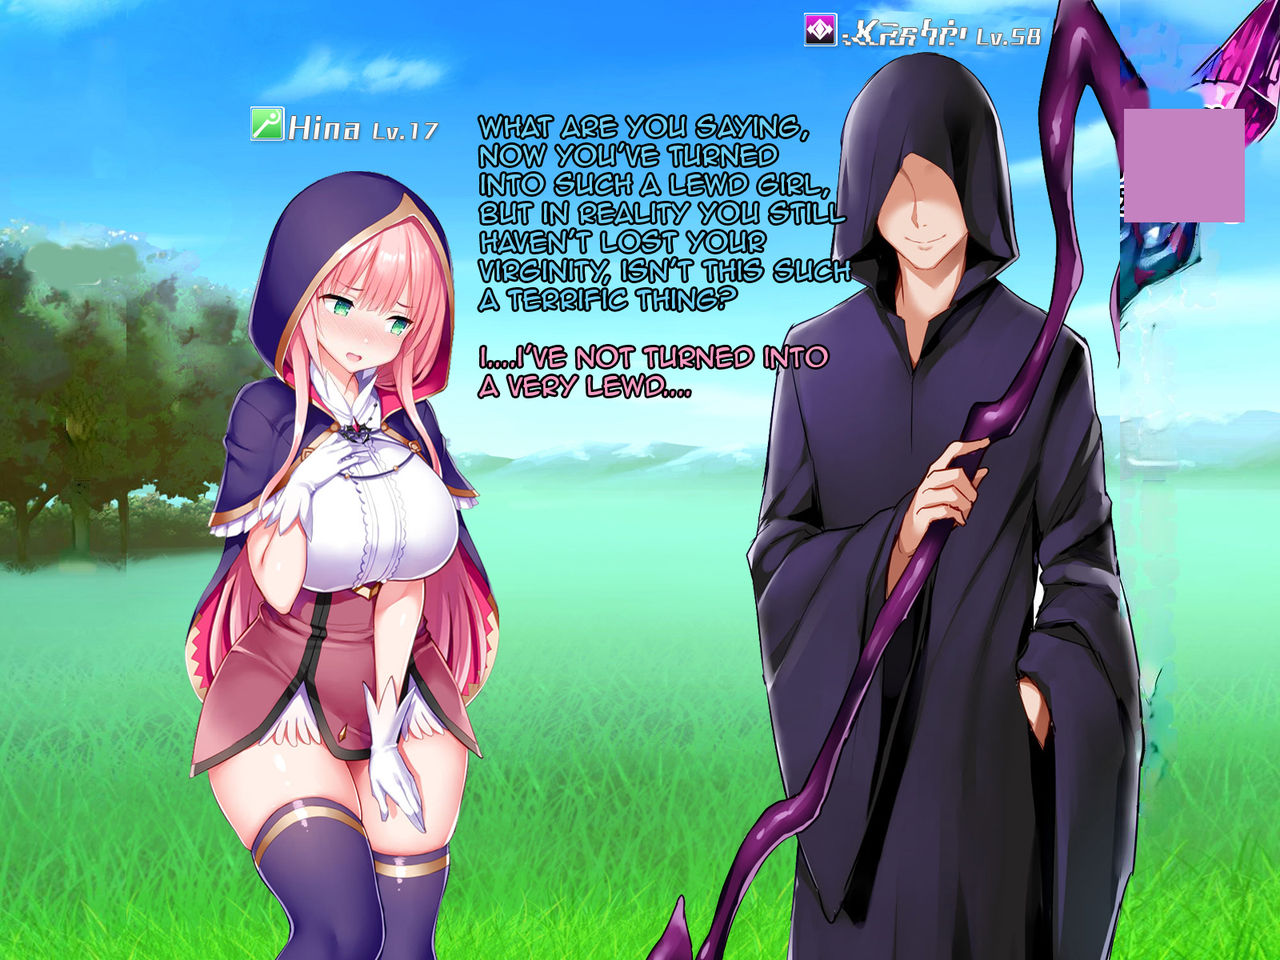 Hina Lv.17
Lv.58
WHAT ARE YOU SAYING,
NOW YOU'VE TURNED
INTO SUCH A LEWD GIRL,
BUT IN REALITY YOU STILL
HAVEN'T LOST YOUR
VIRGINITY, ISN'T THIS SUCH
A TERRIFIC THING?
I....I'VE NOT TURNED INTO
A VERY LEWD....